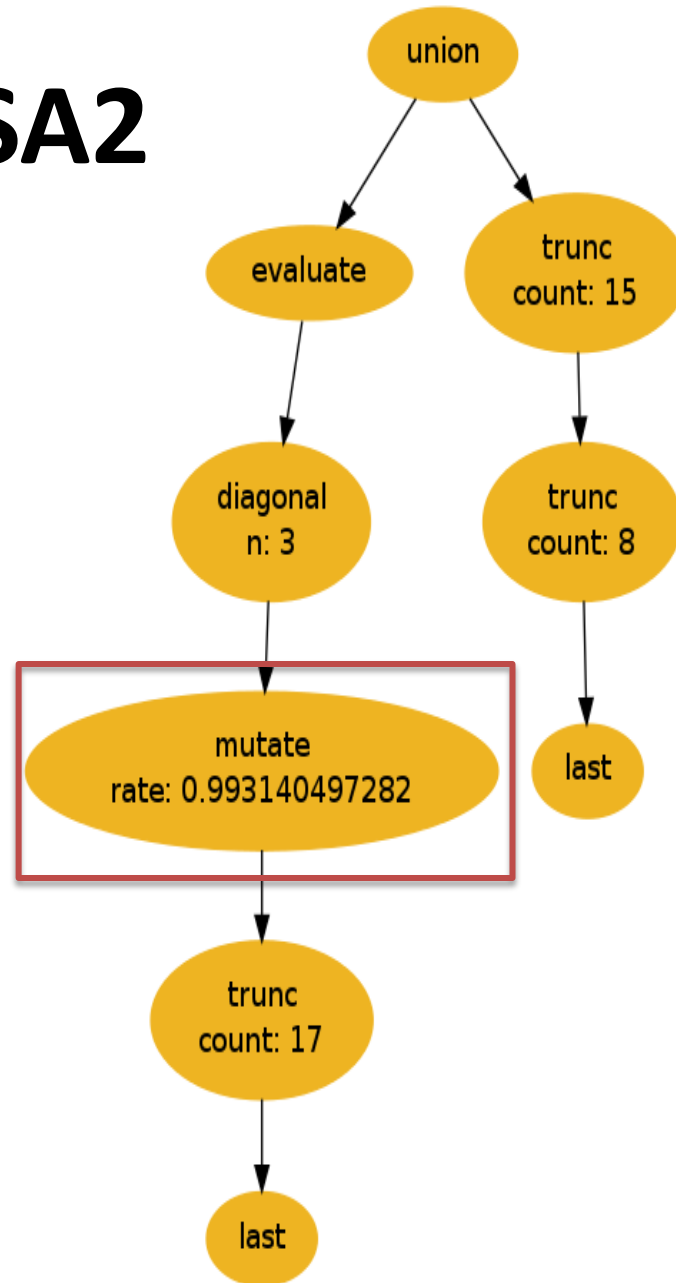 SA2
union
evaluate
trunc
count: 15
diagonal
n: 3
trunc
count: 8
mutate
rate: 0.993140497282
last
trunc
count: 17
last